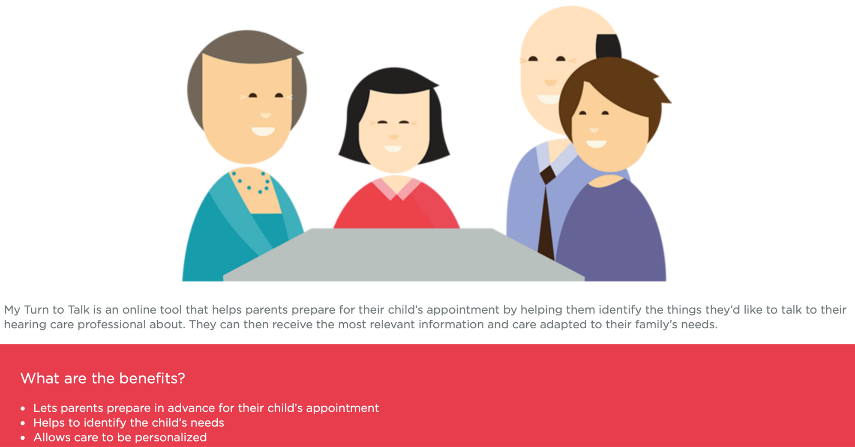 My Turn to Talk is an online tool that helps parents prepare for their child's appointment by helping them identify the things they'd like to talk to their
hearing care professional about. They can then receive the most relevant information and care adapted to their family's needs.
What are the benefits?
• Lets parents prepare in advance for their child's appointment
• Helps to identify the child's needs
• Allows care to be personalized